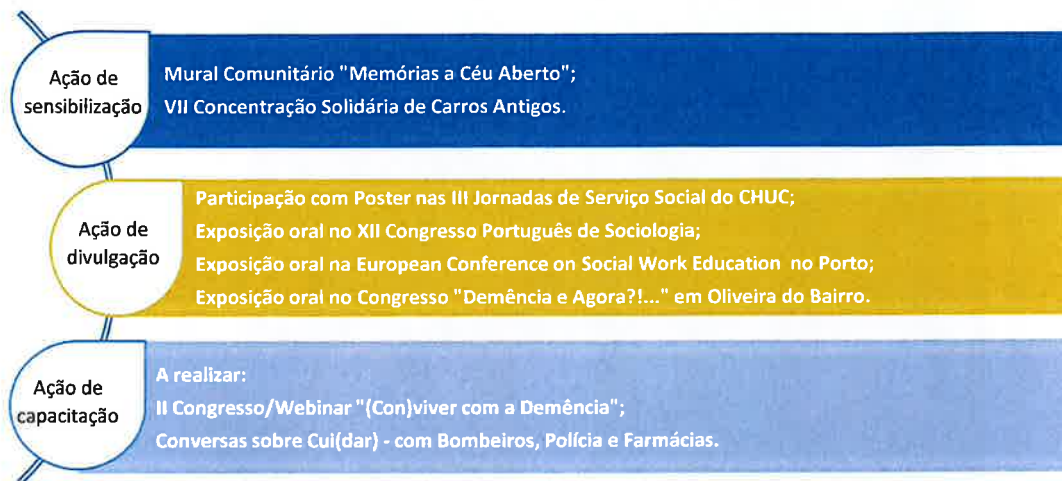 Ação de
sensibilização
Mural Comunitário "Memórias a Céu Aberto";
VII Concentração Solidária de Carros Antigos.
Ação de
divulgação
Participação com Poster nas III Jornadas de Serviço Social do CHUC;
Exposição oral no XII Congresso Português de Sociologia;
Exposição oral na European Conference on Social Work Education no Porto;
Exposição oral no Congresso "Demência e Agora?!..." em Oliveira do Bairro.
Ação de
capacitação
A realizar:
II Congresso/Webinar "(Con)viver com a Demência";
Conversas sobre Cui(dar) - com Bombeiros, Polícia e Farmácias.